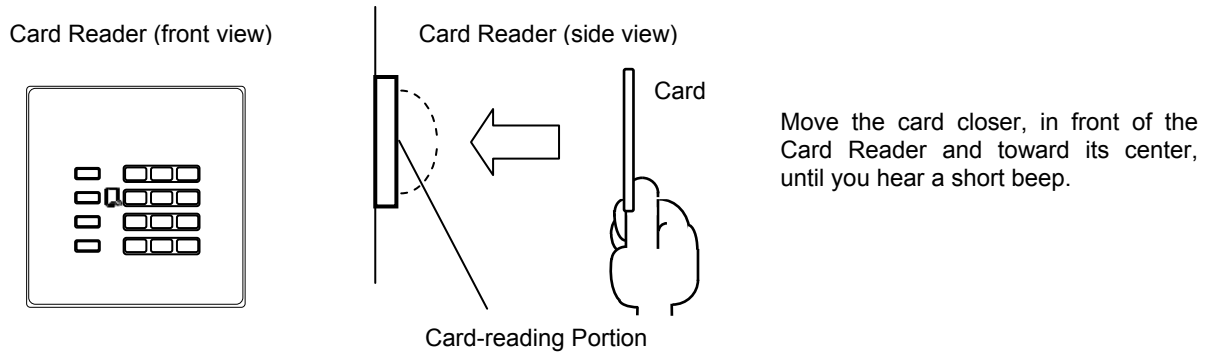 Card Reader (front view)
Card Reader (side view)
Card
Move the card closer, in front of the
Card Reader and toward its center,
until you hear a short beep.
Card-reading Portion